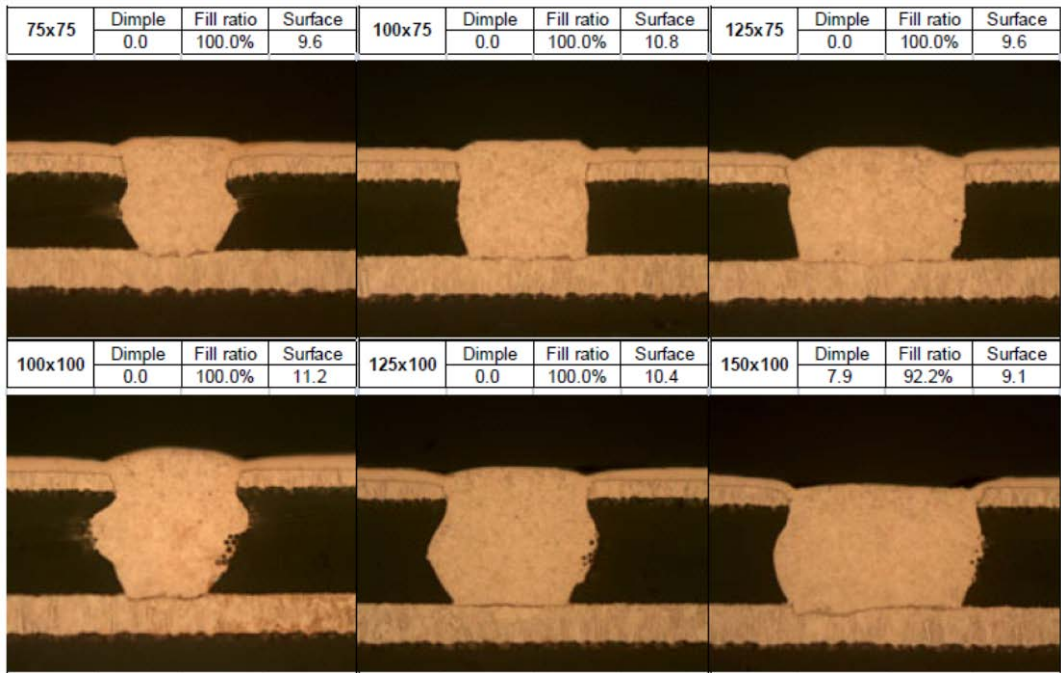 75x75 Dimple Fill ratio Surface 100x75 Dimple Fill ratio Surface 125x75 Dimple Fill ratio Surface
0.0 100.0% 9.6 0.0 100.0% 10.8 0.0 100.0% 9.6
100x100 Dimple Fill ratio Surface 125x100 Dimple Fill ratio Surface 150x100 Dimple Fill ratio Surface
0.0 100.0% 11.2 0.0 100.0% 10.4 7.9 92.2% 9.1